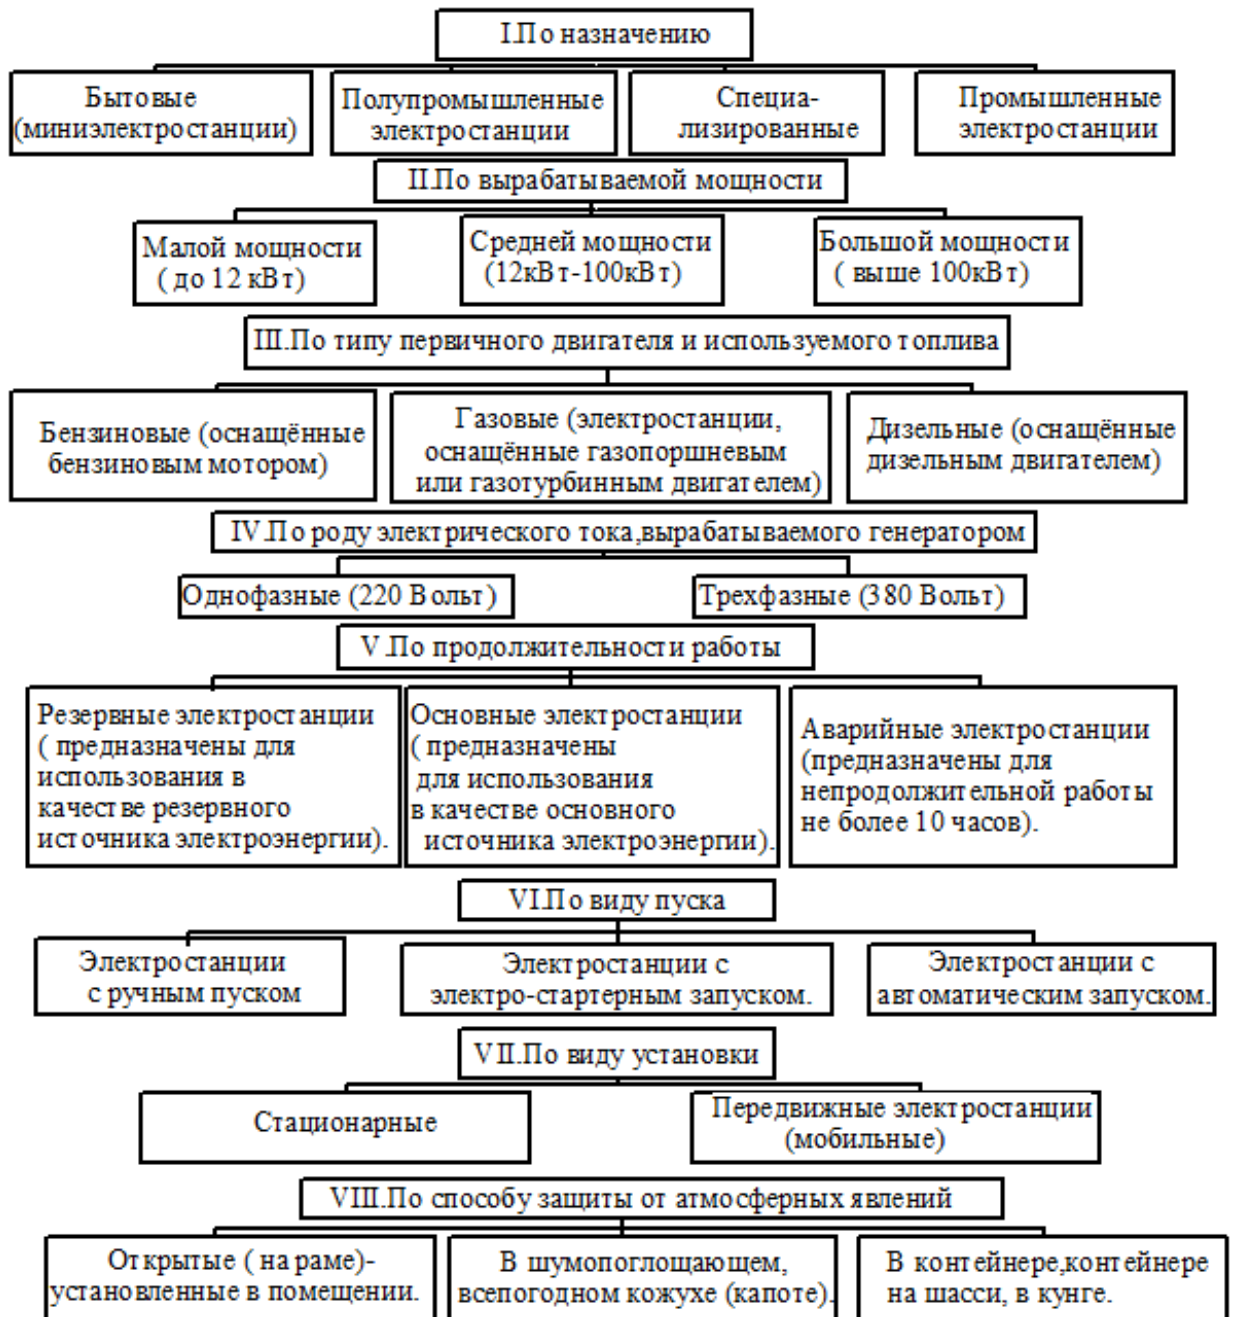 I.По назначению
Бытовые
(миниэлектростанции)
Полупромышленные
электростанции
Специа-
лизированные
Промышленные
электростанции
II.По вырабатываемой мощности
Малой мощности
( до 12 кВт)
Средней мощности
(12кВт-100кВт)
Большой мощности
( выше 100кВт)
III.По типу первичного двигателя и используемого топлива
Бензиновые (оснащённые
бензиновым мотором)
Газовые (электростанции,
оснащённые газопоршневым
или газотурбинным двигателем)
Дизельные (оснащённые
дизельным двигателем)
IV.По роду электрического тока,вырабатываемого генератором
Однофазные (220 Вольт)
Трехфазные (380 Вольт)
V.По продолжительности работы
Резервные электростанции
( предназначены для
использования в
качестве резервного
источника электроэнергии).
Основные электростанции
( предназначены
для использования
в качестве основного
источника электроэнергии).
Аварийные электростанции
(предназначены для
непродолжительной работы
не более 10 часов).
VI.По виду пуска
Электростанции
с ручным пуском
Электростанции с
электро-стартерным запуском.
Электростанции с
автоматическим запуском.
VII.По виду установки
Стационарные
Передвижные электростанции
(мобильные)
VIII.По способу защиты от атмосферных явлений
Открытые ( на раме)-
установленные в помещении.
В шумопоглощающем,
всепогодном кожухе (капоте).
В контейнере,контейнере
на шасси, в кунге.